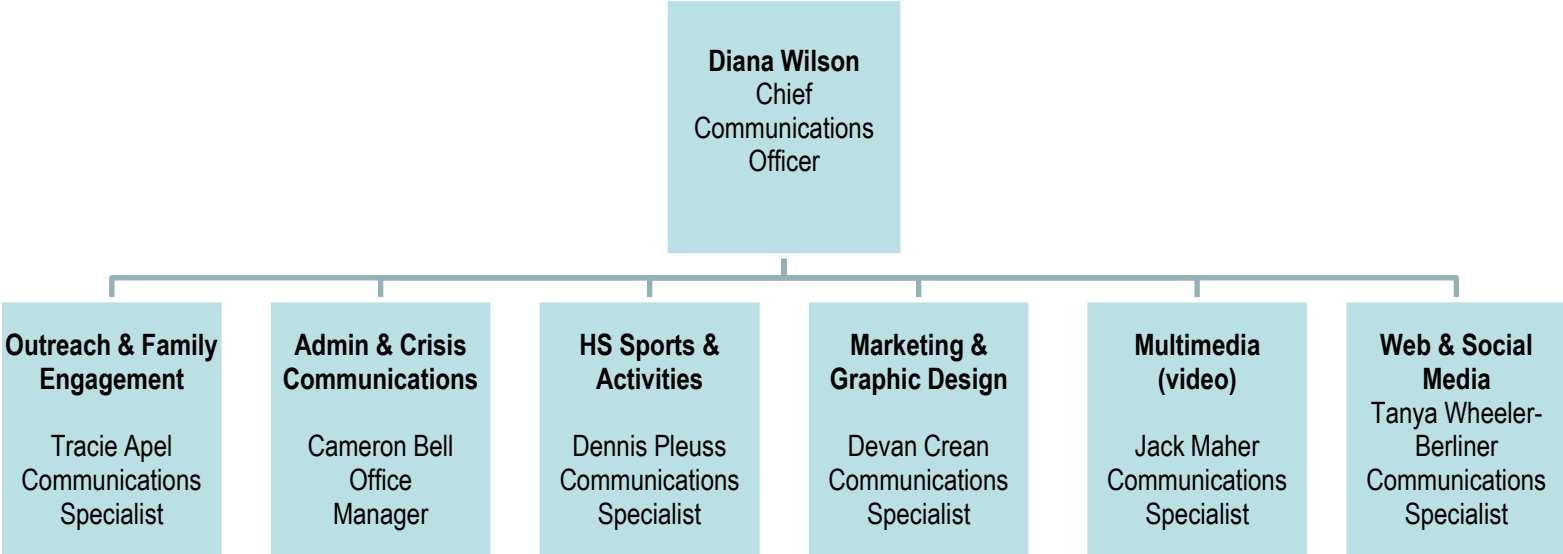 Diana Wilson
Chief
Communications
Officer
Outreach & Family
Engagement
Tracie Apel
Communications
Specialist
Admin & Crisis
Communications
Cameron Bell
Office
Manager
HS Sports &
Activities
Dennis Pleuss
Communications
Specialist
Marketing &
Graphic Design
Devan Crean
Communications
Specialist
Multimedia
(video)
Jack Maher
Communications
Specialist
Web & Social
Media
Tanya Wheeler-
Berliner
Communications
Specialist